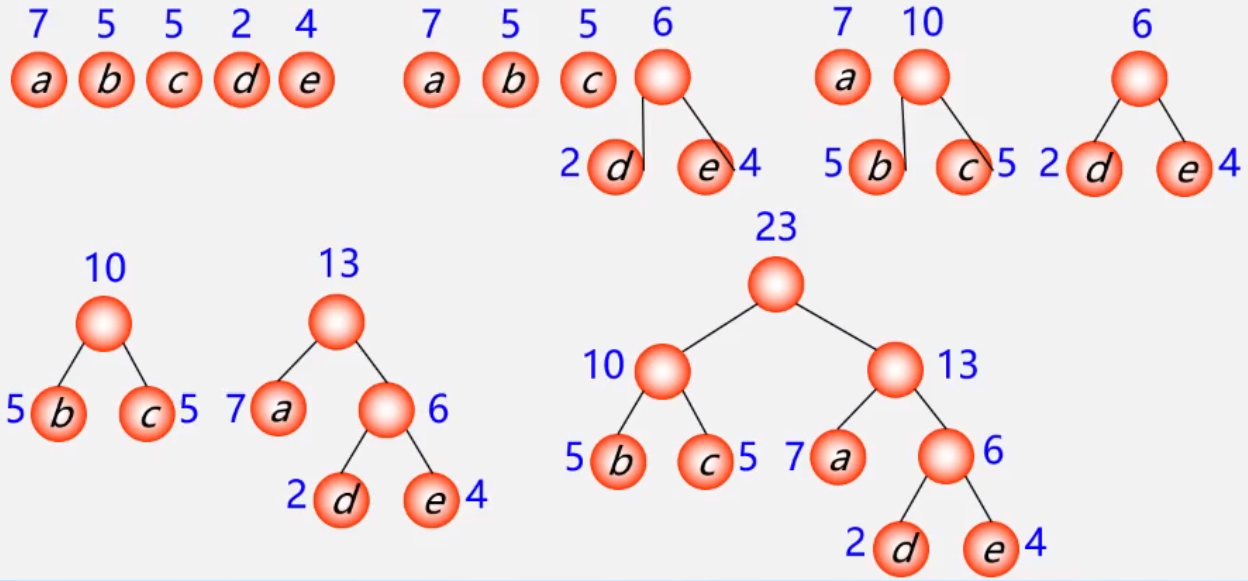 7 5 5 2 4
a b c d e
7 5 5 6
a b c
2 d e 4
7 10
a
5 b c 5
6
2 d e 4
10
5 b c 5
13
7 a 6
2 d e 4
23
10 13
5 b c 5 7 a 6
2 d e 4